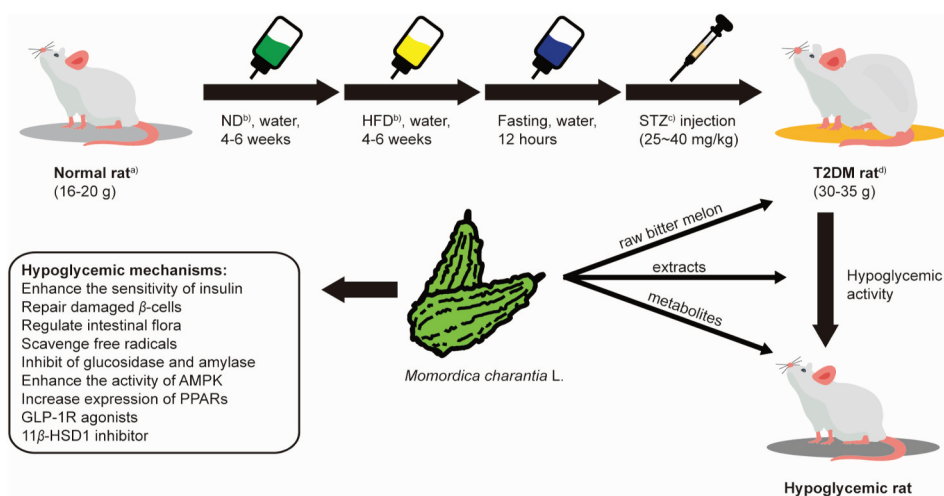 Normal rat a)
(16-20 g)
ND b), water,
4-6 weeks
HFD b), water,
4-6 weeks
Fasting, water,
12 hours
STZ c) injection
(25~40 mg/kg)
T2DM rat d)
(30-35 g)
Hypoglycemic mechanisms:
Enhance the sensitivity of insulin
Repair damaged β-cells
Regulate intestinal flora
Scavenge free radicals
Inhibit of glucosidase and amylase
Enhance the activity of AMPK
Increase expression of PPARs
GLP-1R agonists
11β-HSD1 inhibitor
Momordica charantia L.
raw bitter melon
extracts
metabolites
Hypoglycemic
activity
Hypoglycemic rat